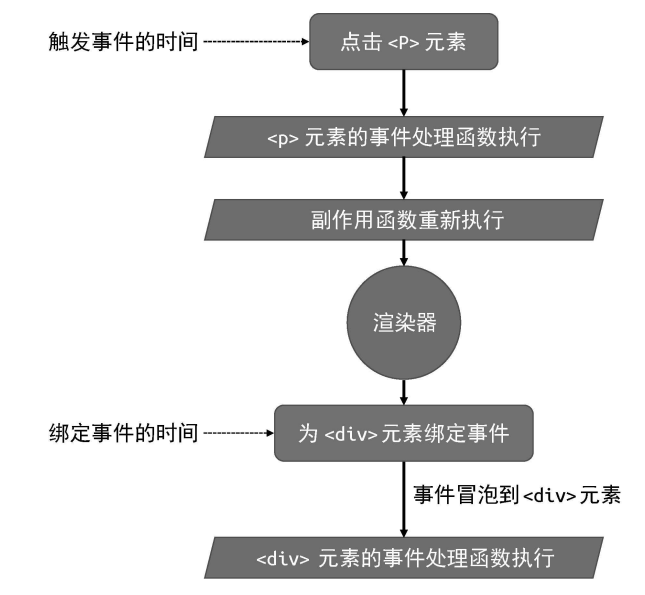 触发事件的时间
点击 <P> 元素
<p> 元素的事件处理函数执行
副作用函数重新执行
渲染器
绑定事件的时间
为 <div> 元素绑定事件
事件冒泡到 <div> 元素
<div> 元素的事件处理函数执行